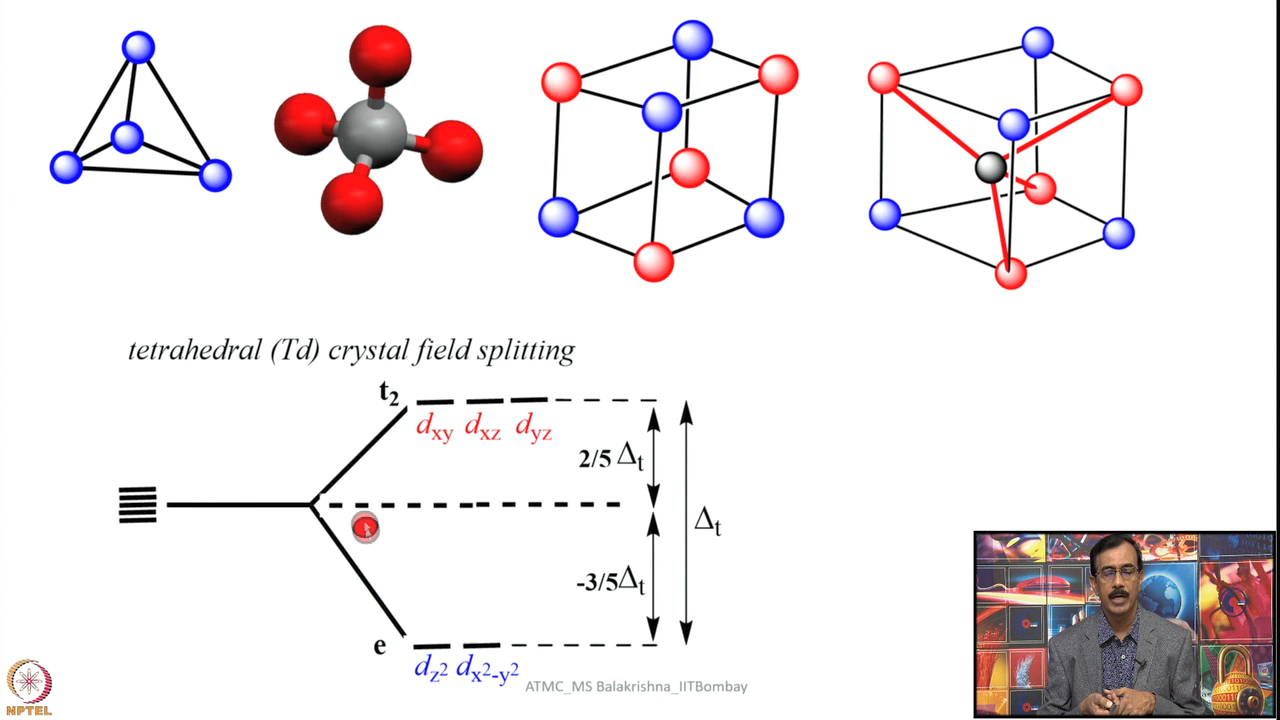 tetrahedral (Td) crystal field splitting
t₂
dxy dxz dyz
2/5 Δt
Δt
-3/5Δt
e
dz² dx²-y²
ATMC_MS Balakrishna_IITBombay
NPTEL